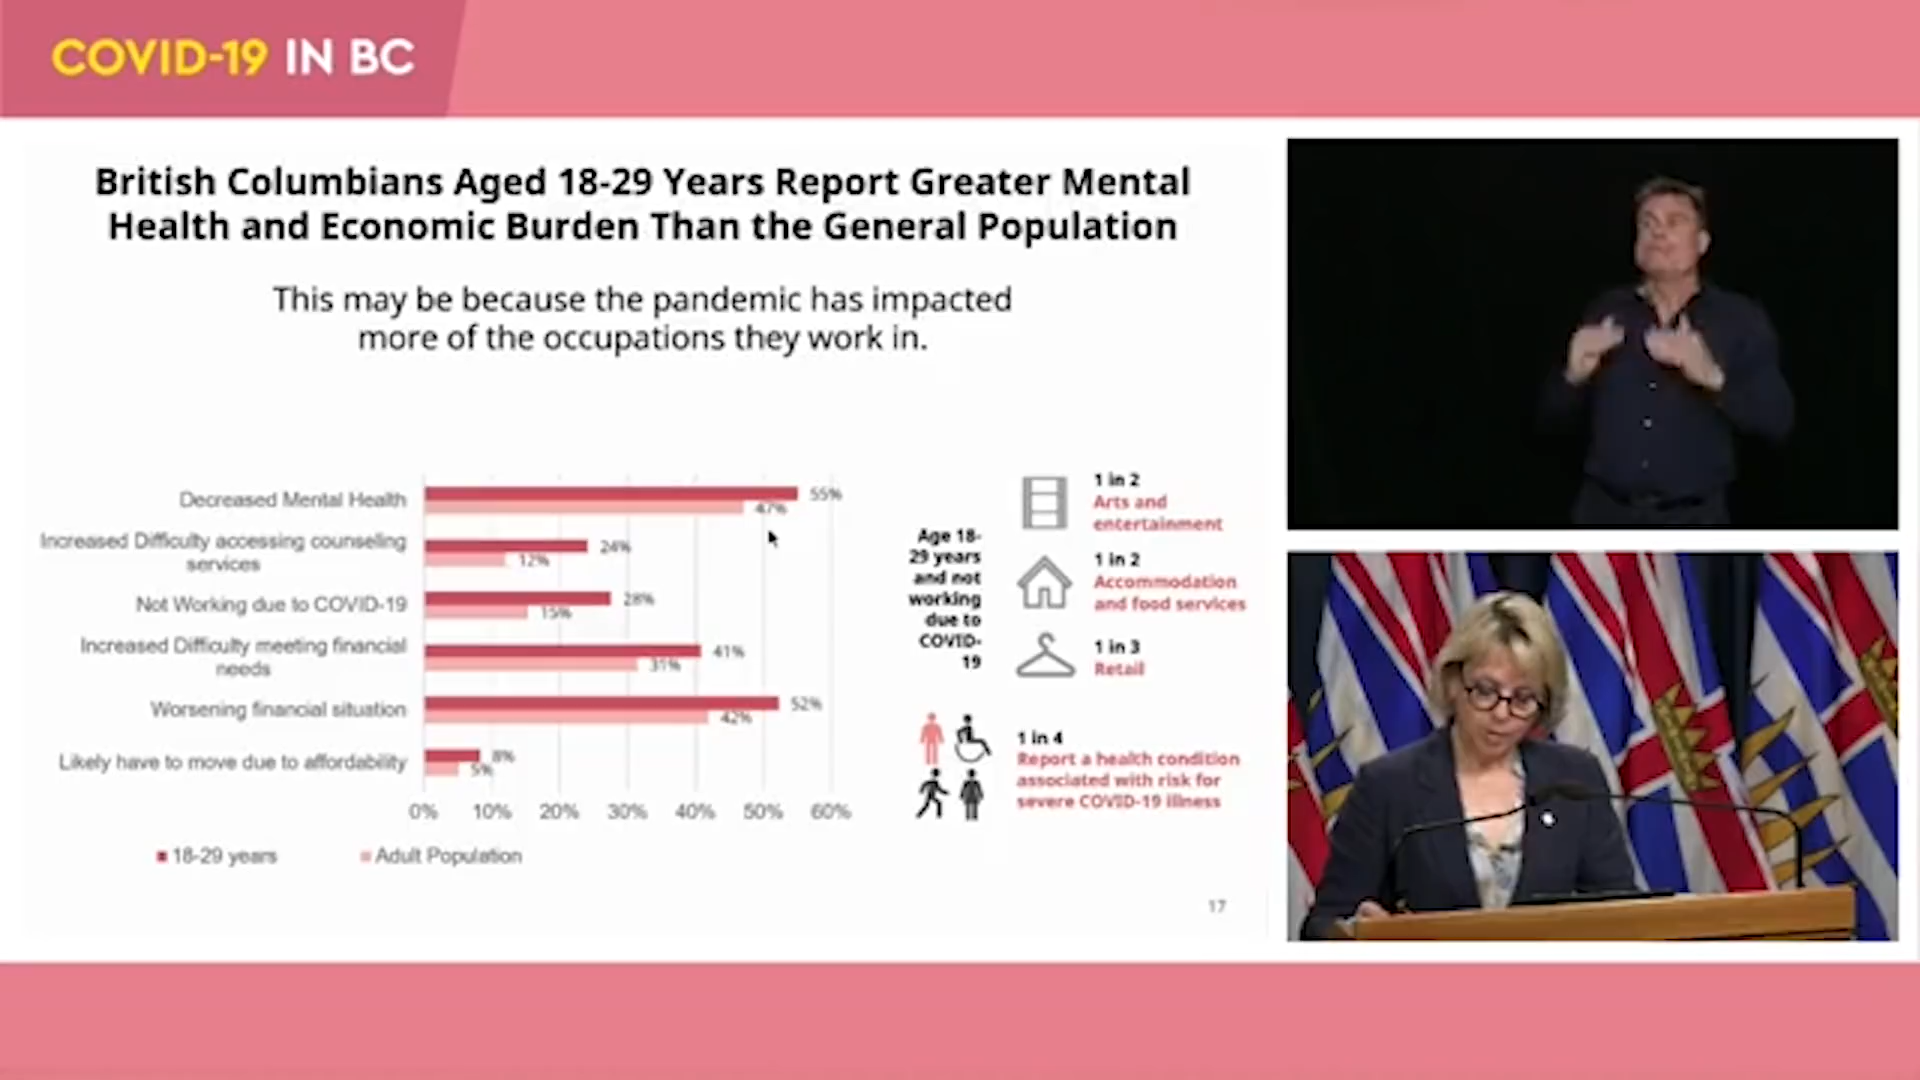 COVID-19 IN BC
British Columbians Aged 18-29 Years Report Greater Mental
Health and Economic Burden Than the General Population
This may be because the pandemic has impacted
more of the occupations they work in.
Decreased Mental Health
55%
47%
Increased Difficulty accessing counseling
services
24%
12%
Not Working due to COVID-19
28%
15%
Increased Difficulty meeting financial
needs
41%
31%
Worsening financial situation
52%
42%
Likely have to move due to affordability
8%
5%
0% 10% 20% 30% 40% 50% 60%
18-29 years Adult Population
Age 18-
29 years
and not
working
due to
COVID-
19
1 in 2
Arts and
entertainment
1 in 2
Accommodation
and food services
1 in 3
Retail
1 in 4
Report a health condition
associated with risk for
severe COVID-19 illness
17